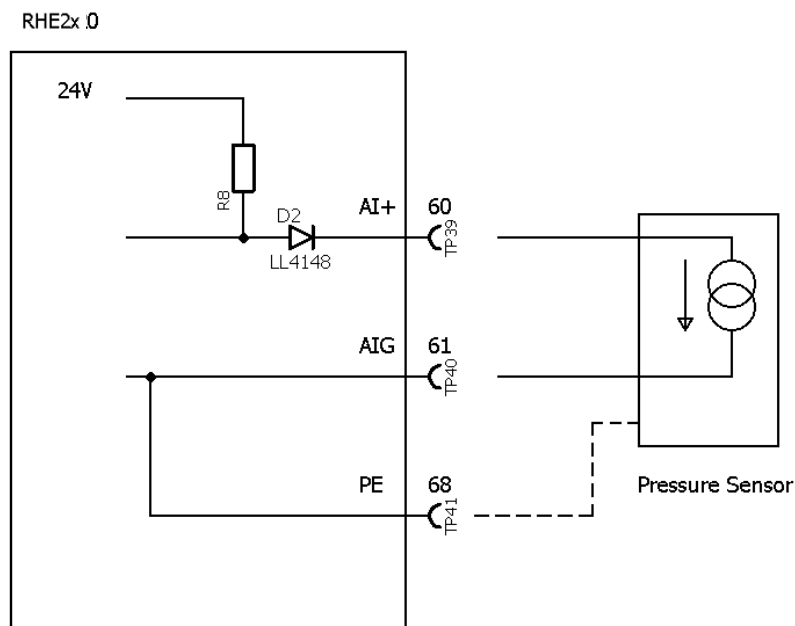 RHE2x.0
24V
R8
D2
LL4148
AI+
60
TP39
AIG
61
TP40
PE
68
TP41
Pressure Sensor